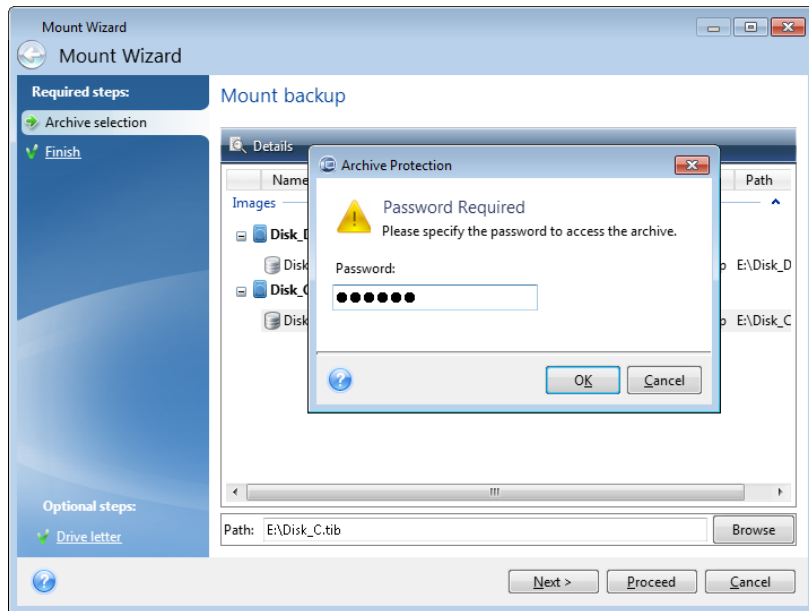 Mount Wizard
Mount Wizard
Required steps:
Archive selection
Finish
Optional steps:
Drive letter
Mount backup
Details
Name
Path
Images
Disk_D
Disk
E:\Disk_D
Disk_C
Disk
E:\Disk_C
Archive Protection
Password Required
Please specify the password to access the archive.
Password:
●●●●●●
OK
Cancel
Path: E:\Disk_C.tib
Browse
Next >
Proceed
Cancel